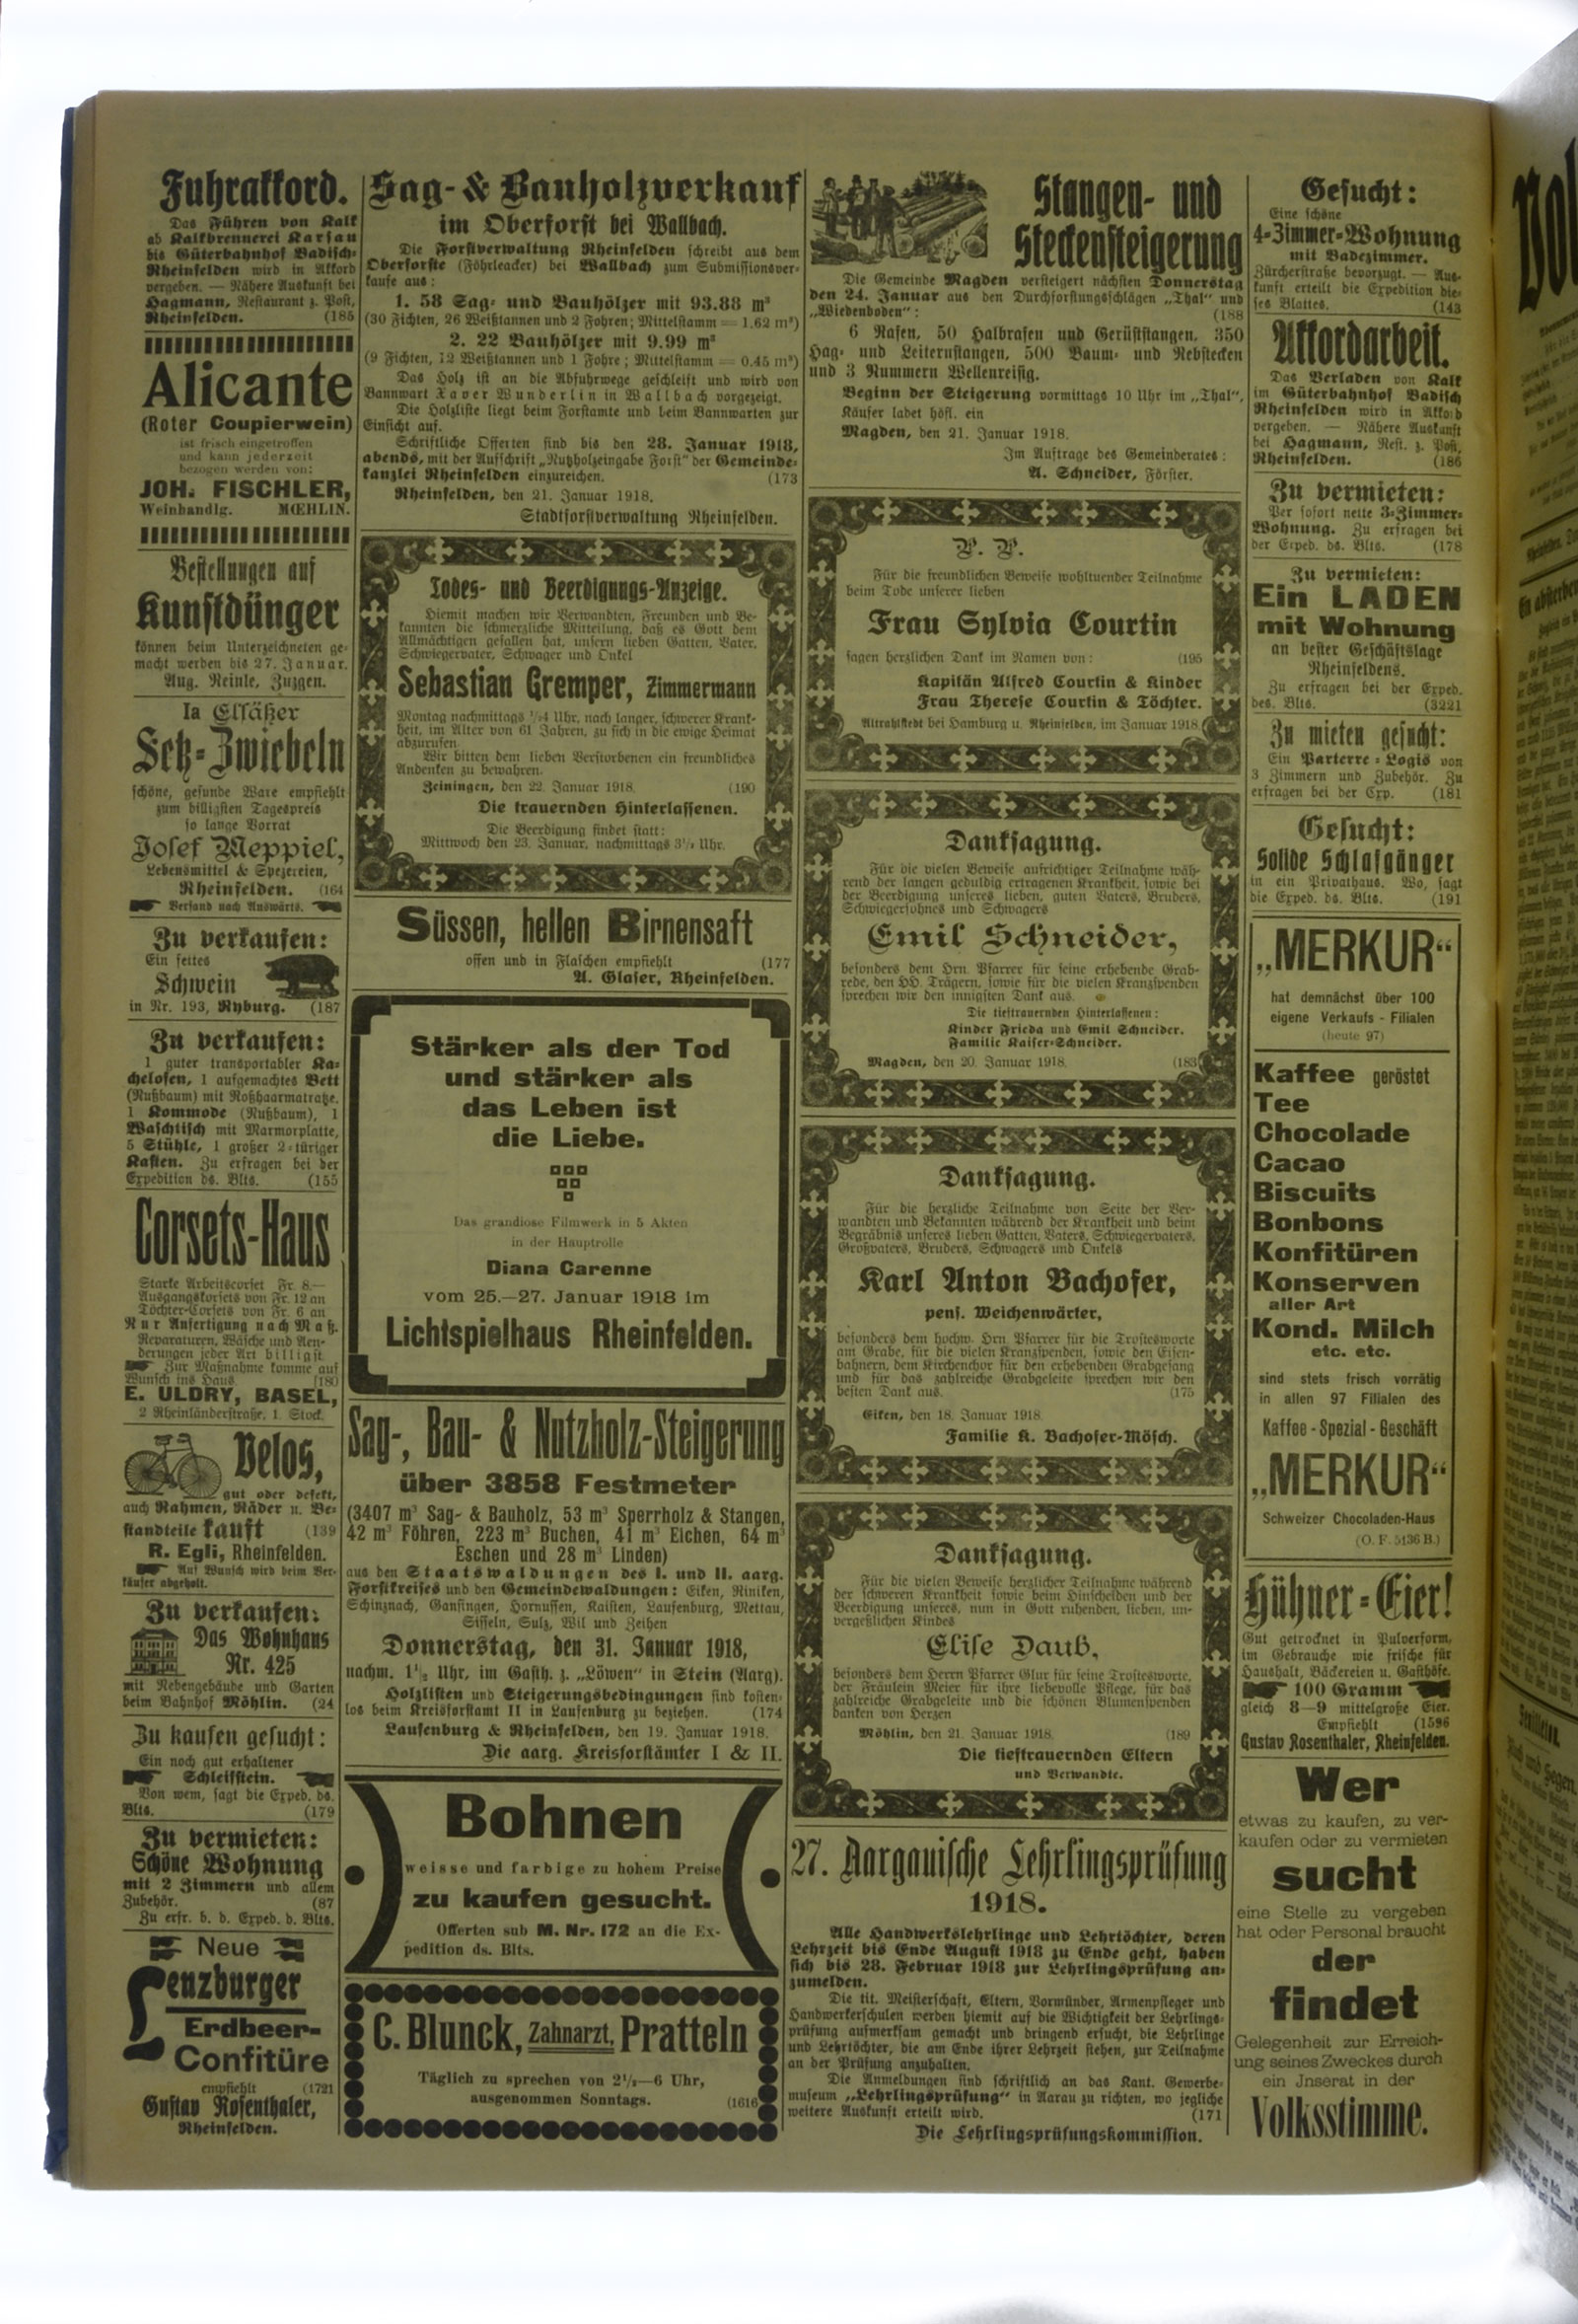 Fuhrakkord.
Das Führen von Kalk
ab Kalkbrennerei Karsau
bis Güterbahnhof Badisch-
Rheinfelden wird in Akkord
vergeben. — Nähere Auskunft bei
Hagmann, Restaurant z. Post,
Rheinfelden. (185
Alicante
(Roter Coupierwein)
ist frisch eingetroffen
und kann jederzeit
bezogen werden von:
JOH. FISCHLER,
Weinhandlg. MŒHLIN.
Bestellungen auf
Kunstdünger
können beim Unterzeichneten ge-
macht werden bis 27. Januar.
Aug. Reinle, Zuzgen.
Ia Elsäßer
Setz-Zwiebeln
schöne, gesunde Ware empfiehlt
zum billigsten Tagespreis
so lange Vorrat
Josef Meppiel,
Lebensmittel & Spezereien,
Rheinfelden. (164
Versand nach Auswärts.
Zu verkaufen:
Ein fettes
Schwein
in Nr. 193, Ryburg. (187
Zu verkaufen:
1 guter transportabler Ka-
chelofen, 1 aufgemachtes Bett
(Nußbaum) mit Roßhaarmatratze.
1 Kommode (Nußbaum), 1
Waschtisch mit Marmorplatte,
5 Stühle, 1 großer 2-türiger
Kasten. Zu erfragen bei der
Expedition ds. Blts. (155
Corsets-Haus
Starke Arbeitscorset Fr. 8.—
Ausgangskorsets von Fr. 12 an
Töchter-Corsets von Fr. 6 an
Nur Anfertigung nach Maß.
Reparaturen, Wäsche und Aen-
derungen jeder Art billigst
Zur Maßnahme komme auf
Wunsch ins Haus. (180
E. ULDRY, BASEL,
2 Rheinländerstraße, 1. Stock.
Velos,
gut oder defekt,
auch Rahmen, Räder u. Be-
standteile kauft (139
R. Egli, Rheinfelden.
Auf Wunsch wird beim Ver-
käufer abgeholt.
Zu verkaufen:
Das Wohnhaus
Nr. 425
mit Nebengebäude und Garten
beim Bahnhof Möhlin. (24
Zu kaufen gesucht:
Ein noch gut erhaltener
Schleifstein.
Von wem, sagt die Exped. ds.
Blts. (179
Zu vermieten:
Schöne Wohnung
mit 2 Zimmern und allem
Zubehör. (87
Zu erfr. b. d. Exped. d. Blts.
Neue
Lenzburger
Erdbeer-
Confitüre
empfiehlt (1721
Gustav Rosenthaler,
Rheinfelden.
Sag- & Bauholzverkauf
im Oberforst bei Wallbach.
Die Forstverwaltung Rheinfelden schreibt aus dem
Oberforste (Föhrleacker) bei Wallbach zum Submissionsver-
kaufe aus:
1. 58 Sag- und Bauhölzer mit 93.88 m³
(30 Fichten, 26 Weißtannen und 2 Fohren; Mittelstamm = 1.62 m³)
2. 22 Bauhölzer mit 9.99 m³
(9 Fichten, 12 Weißtannen und 1 Fohre; Mittelstamm = 0.45 m³)
Das Holz ist an die Abfuhrwege geschleift und wird von
Bannwart Xaver Wunderlin in Wallbach vorgezeigt.
Die Holzliste liegt beim Forstamte und beim Bannwarten zur
Einsicht auf.
Schriftliche Offerten sind bis den 28. Januar 1918,
abends, mit der Aufschrift „Nutzholzeingabe Forst“ der Gemeinde-
kanzlei Rheinfelden einzureichen. (173
Rheinfelden, den 21. Januar 1918.
Stadtforstverwaltung Rheinfelden.
Todes- und Beerdigungs-Anzeige.
Hiemit machen wir Verwandten, Freunden und Be-
kannten die schmerzliche Mitteilung, daß es Gott dem
Allmächtigen gefallen hat, unsern lieben Gatten, Vater,
Schwiegervater, Schwager und Onkel
Sebastian Gremper, Zimmermann
Montag nachmittags ¼4 Uhr, nach langer, schwerer Krank-
heit, im Alter von 61 Jahren, zu sich in die ewige Heimat
abzurufen.
Wir bitten dem lieben Verstorbenen ein freundliches
Andenken zu bewahren.
Zeiningen, den 22. Januar 1918. (190
Die trauernden Hinterlassenen.
Die Beerdigung findet statt:
Mittwoch den 23. Januar, nachmittags 3½ Uhr.
Süssen, hellen Birnensaft
offen und in Flaschen empfiehlt (177
A. Glaser, Rheinfelden.
Stärker als der Tod
und stärker als
das Leben ist
die Liebe.
Das grandiose Filmwerk in 5 Akten
in der Hauptrolle
Diana Carenne
vom 25.—27. Januar 1918 im
Lichtspielhaus Rheinfelden.
Sag-, Bau- & Nutzholz-Steigerung
über 3858 Festmeter
(3407 m³ Sag- & Bauholz, 53 m³ Sperrholz & Stangen,
42 m³ Föhren, 223 m³ Buchen, 41 m³ Eichen, 64 m³
Eschen und 28 m³ Linden)
aus den Staatswaldungen des I. und II. aarg.
Forstkreises und den Gemeindewaldungen: Eiken, Riniken,
Schinznach, Gansingen, Hornussen, Kaisten, Laufenburg, Mettau,
Sisseln, Sulz, Wil und Zeihen
Donnerstag, den 31. Januar 1918,
nachm. 1½ Uhr, im Gasth. z. „Löwen“ in Stein (Aarg).
Holzlisten und Steigerungsbedingungen sind kosten-
los beim Kreisforstamt II in Laufenburg zu beziehen. (174
Laufenburg & Rheinfelden, den 19. Januar 1918.
Die aarg. Kreisforstämter I & II.
Bohnen
weisse und farbige zu hohem Preise
zu kaufen gesucht.
Offerten sub M. Nr. 172 an die Ex-
pedition ds. Blts.
C. Blunck, Zahnarzt, Pratteln
Täglich zu sprechen von 2½—6 Uhr,
ausgenommen Sonntags. (1616
Stangen- und
Steckensteigerung
Die Gemeinde Magden versteigert nächsten Donnerstag
den 24. Januar aus den Durchforstungsschlägen „Thal“ und
„Wiedenboden“: (188
6 Rafen, 50 Halbrafen und Gerüststangen, 350
Hag- und Leiternstangen, 500 Baum- und Rebstecken
und 3 Nummern Wellenreisig.
Beginn der Steigerung vormittags 10 Uhr im „Thal“.
Käufer ladet höfl. ein
Magden, den 21. Januar 1918.
Im Auftrage des Gemeinderates:
A. Schneider, Förster.
P. P.
Für die freundlichen Beweise wohltuender Teilnahme
beim Tode unserer lieben
Frau Sylvia Courtin
sagen herzlichen Dank im Namen von: (195
Kapitän Alfred Courtin & Kinder
Frau Therese Courtin & Töchter.
Altrahlstedt bei Hamburg u. Rheinfelden, im Januar 1918
Danksagung.
Für die vielen Beweise aufrichtiger Teilnahme wäh-
rend der langen geduldig ertragenen Krankheit, sowie bei
der Beerdigung unseres lieben, guten Vaters, Bruders,
Schwiegersohnes und Schwagers
Emil Schneider,
besonders dem Hrn. Pfarrer für seine erhebende Grab-
rede, den HH. Trägern, sowie für die vielen Kranzspenden
sprechen wir den innigsten Dank aus.
Die tieftrauernden Hinterlassenen:
Kinder Frieda und Emil Schneider.
Familie Kaiser-Schneider.
Magden, den 20. Januar 1918. (183
Danksagung.
Für die herzliche Teilnahme von Seite der Ver-
wandten und Bekannten während der Krankheit und beim
Begräbnis unseres lieben Gatten, Vaters, Schwiegervaters,
Großvaters, Bruders, Schwagers und Onkels
Karl Anton Bachofer,
pens. Weichenwärter,
besonders dem hochw. Hrn Pfarrer für die Trostesworte
am Grabe, für die vielen Kranzspenden, sowie den Eisen-
bahnern, dem Kirchenchor für den erhebenden Grabgesang
und für das zahlreiche Grabgeleite sprechen wir den
besten Dank aus. (175
Eiken, den 18. Januar 1918.
Familie K. Bachofer-Mösch.
Danksagung.
Für die vielen Beweise herzlicher Teilnahme während
der schweren Krankheit sowie beim Hinscheiden und der
Beerdigung unseres, nun in Gott ruhenden, lieben, un-
vergeßlichen Kindes
Elise Daub,
besonders dem Herrn Pfarrer Glur für seine Trostesworte,
der Fräulein Meier für ihre liebevolle Pflege, für das
zahlreiche Grabgeleite und die schönen Blumenspenden
danken von Herzen
Möhlin, den 21. Januar 1918. (189
Die tieftrauernden Eltern
und Verwandte.
27. Aargauische Lehrlingsprüfung
1918.
Alle Handwerkslehrlinge und Lehrtöchter, deren
Lehrzeit bis Ende August 1918 zu Ende geht, haben
sich bis 28. Februar 1918 zur Lehrlingsprüfung an-
zumelden.
Die tit. Meisterschaft, Eltern, Vormünder, Armenpfleger und
Handwerkerschulen werden hiemit auf die Wichtigkeit der Lehrlings-
prüfung aufmerksam gemacht und dringend ersucht, die Lehrlinge
und Lehrtöchter, die am Ende ihrer Lehrzeit stehen, zur Teilnahme
an der Prüfung anzuhalten.
Die Anmeldungen sind schriftlich an das Kant. Gewerbe-
museum „Lehrlingsprüfung“ in Aarau zu richten, wo jegliche
weitere Auskunft erteilt wird. (171
Die Lehrlingsprüfungskommission.
Gesucht:
Eine schöne
4-Zimmer-Wohnung
mit Badezimmer.
Zürcherstraße bevorzugt. — Aus-
kunft erteilt die Expedition die-
ses Blattes. (143
Akkordarbeit.
Das Verladen von Kalk
im Güterbahnhof Badisch
Rheinfelden wird in Akkord
vergeben. — Nähere Auskunft
bei Hagmann, Rest. z. Post,
Rheinfelden. (186
Zu vermieten:
Per sofort nette 3-Zimmer-
Wohnung. Zu erfragen bei
der Exped. ds. Blts. (178
Zu vermieten:
Ein LADEN
mit Wohnung
an bester Geschäftslage
Rheinfeldens.
Zu erfragen bei der Exped.
des. Blts. (3221
Zu mieten gesucht:
Ein Parterre-Logis von
3 Zimmern und Zubehör. Zu
erfragen bei der Exp. (181
Gesucht:
Solide Schlafgänger
in ein Privathaus. Wo, sagt
die Exped. ds. Blts. (191
„MERKUR“
hat demnächst über 100
eigene Verkaufs-Filialen
(heute 97)
Kaffee geröstet
Tee
Chocolade
Cacao
Biscuits
Bonbons
Konfitüren
Konserven
aller Art
Kond. Milch
etc. etc.
sind stets frisch vorrätig
in allen 97 Filialen des
Kaffee-Spezial-Geschäft
„MERKUR“
Schweizer Chocoladen-Haus
(O. F. 5136 B.)
Hühner-Eier!
Gut getrocknet in Pulverform,
im Gebrauche wie frische für
Haushalt, Bäckereien u. Gasthöfe.
100 Gramm
gleich 8—9 mittelgroße Eier.
Empfiehlt (1596
Gustav Rosenthaler, Rheinfelden.
Wer
etwas zu kaufen, zu ver-
kaufen oder zu vermieten
sucht
eine Stelle zu vergeben
hat oder Personal braucht
der
findet
Gelegenheit zur Erreich-
ung seines Zweckes durch
ein Jnserat in der
Volksstimme.